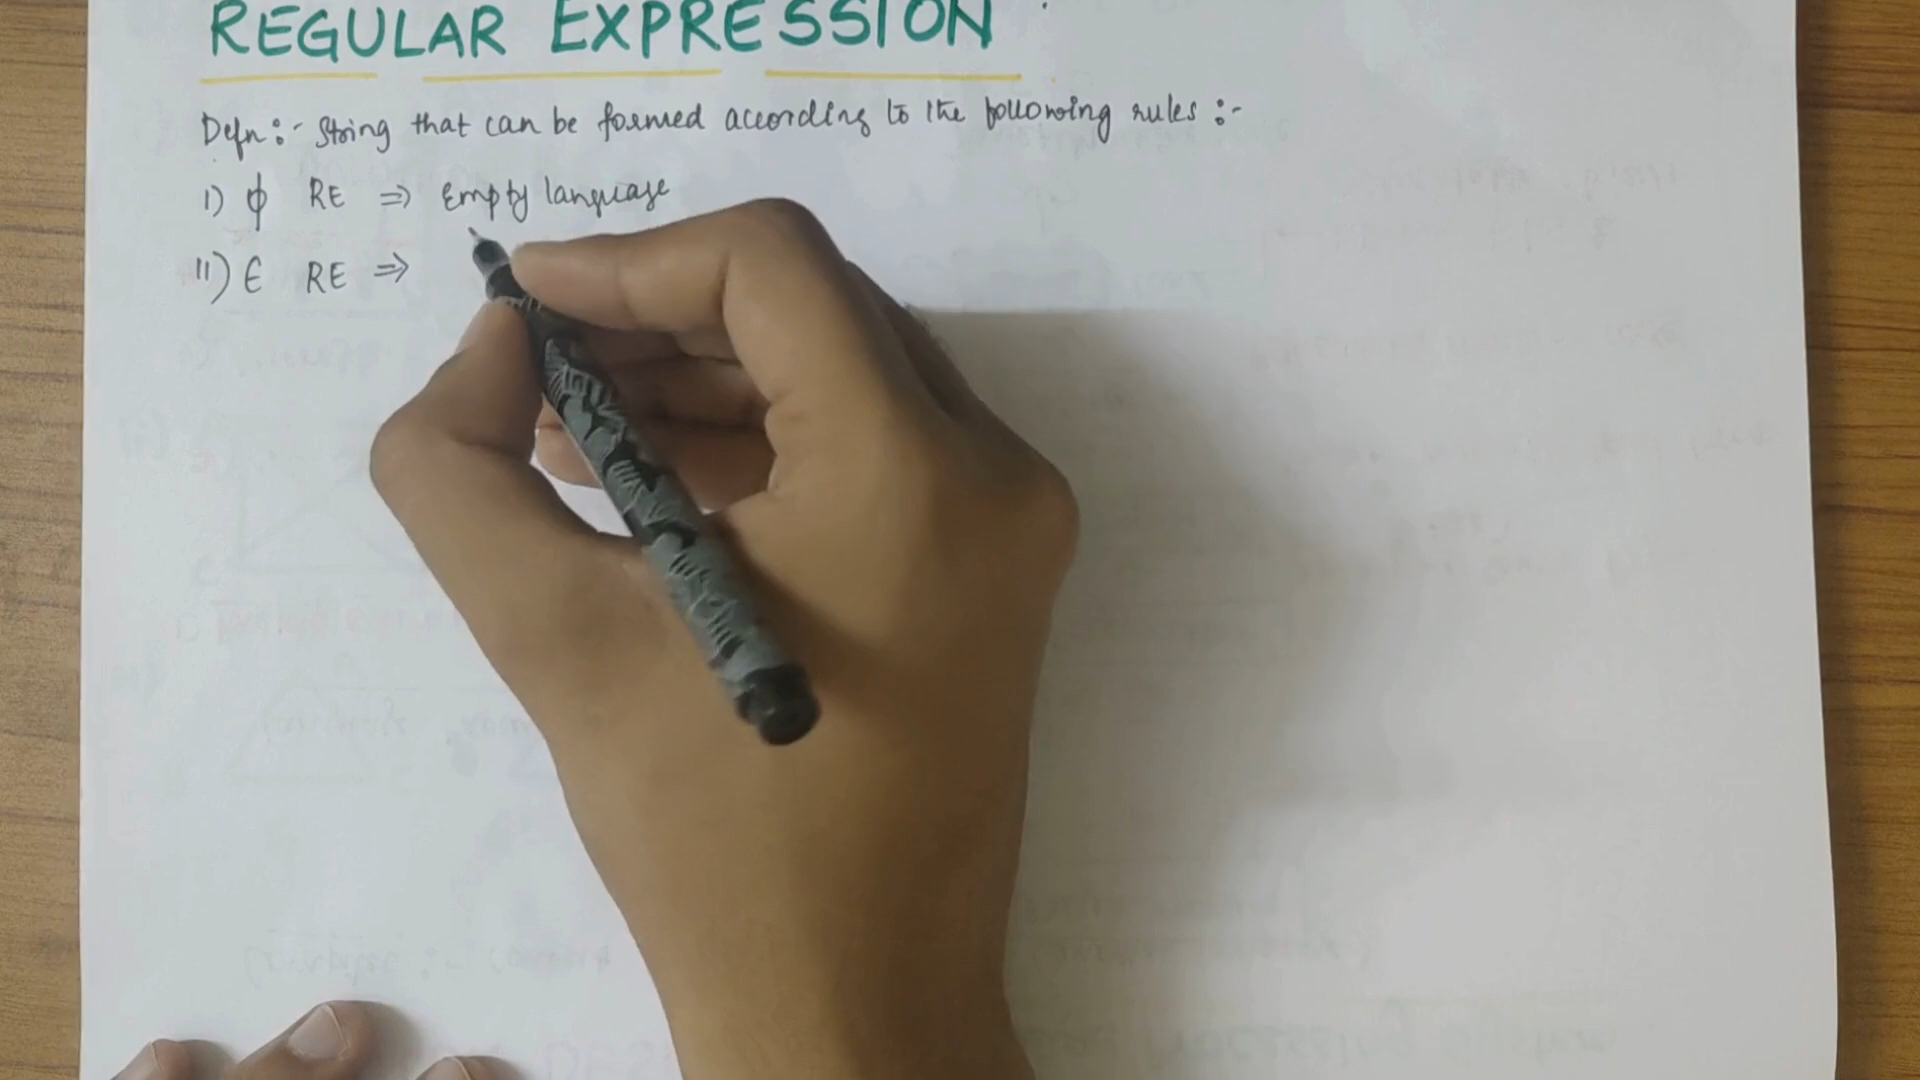 REGULAR EXPRESSION
Defn:- String that can be formed according to the following rules :-
I) ϕ RE ⇒ Empty language
II) ∈ RE ⇒